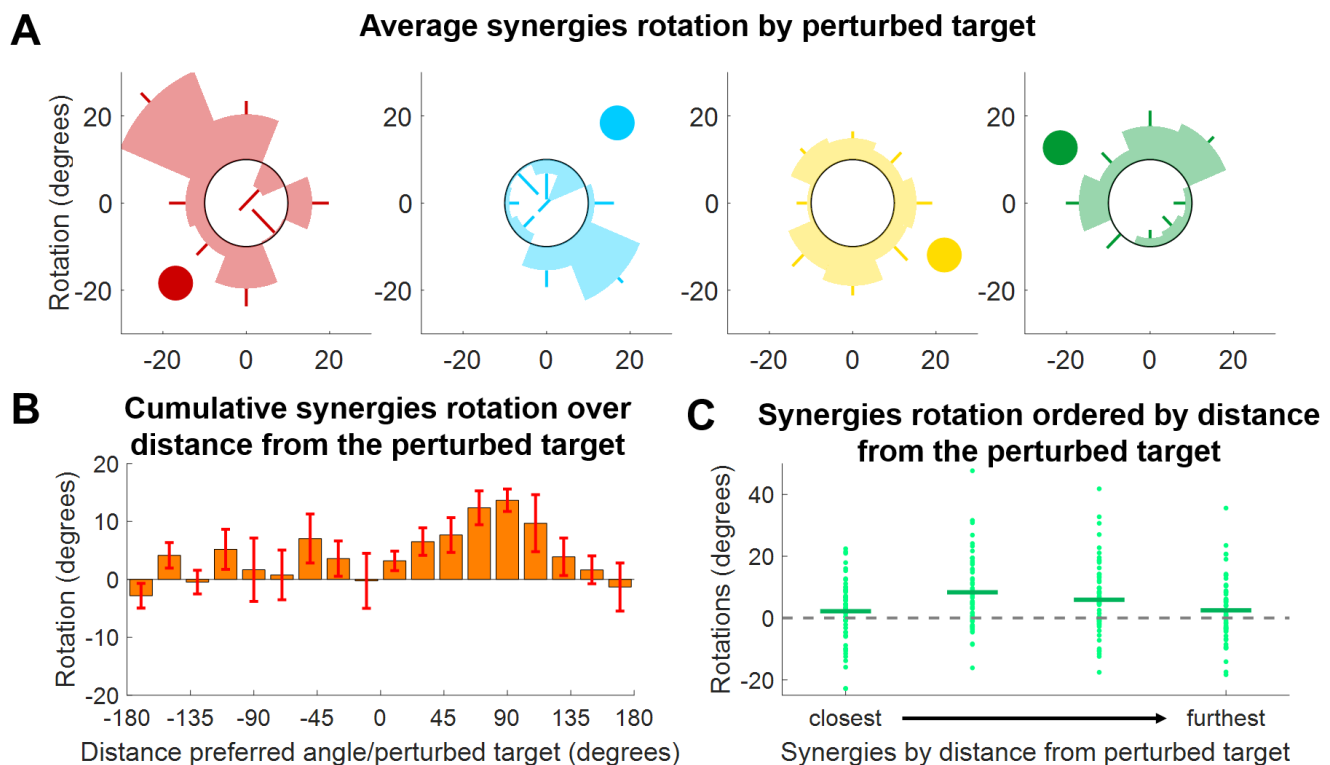 A
Average synergies rotation by perturbed target
Rotation (degrees)
20
0
-20
-20 0 20
20
0
-20
-20 0 20
20
0
-20
-20 0 20
20
0
-20
-20 0 20
B
Cumulative synergies rotation over
distance from the perturbed target
Rotation (degrees)
20
10
0
-10
-20
-180 -135 -90 -45 0 45 90 135 180
Distance preferred angle/perturbed target (degrees)
C
Synergies rotation ordered by distance
from the perturbed target
Rotations (degrees)
40
20
0
-20
closest furthest
Synergies by distance from perturbed target